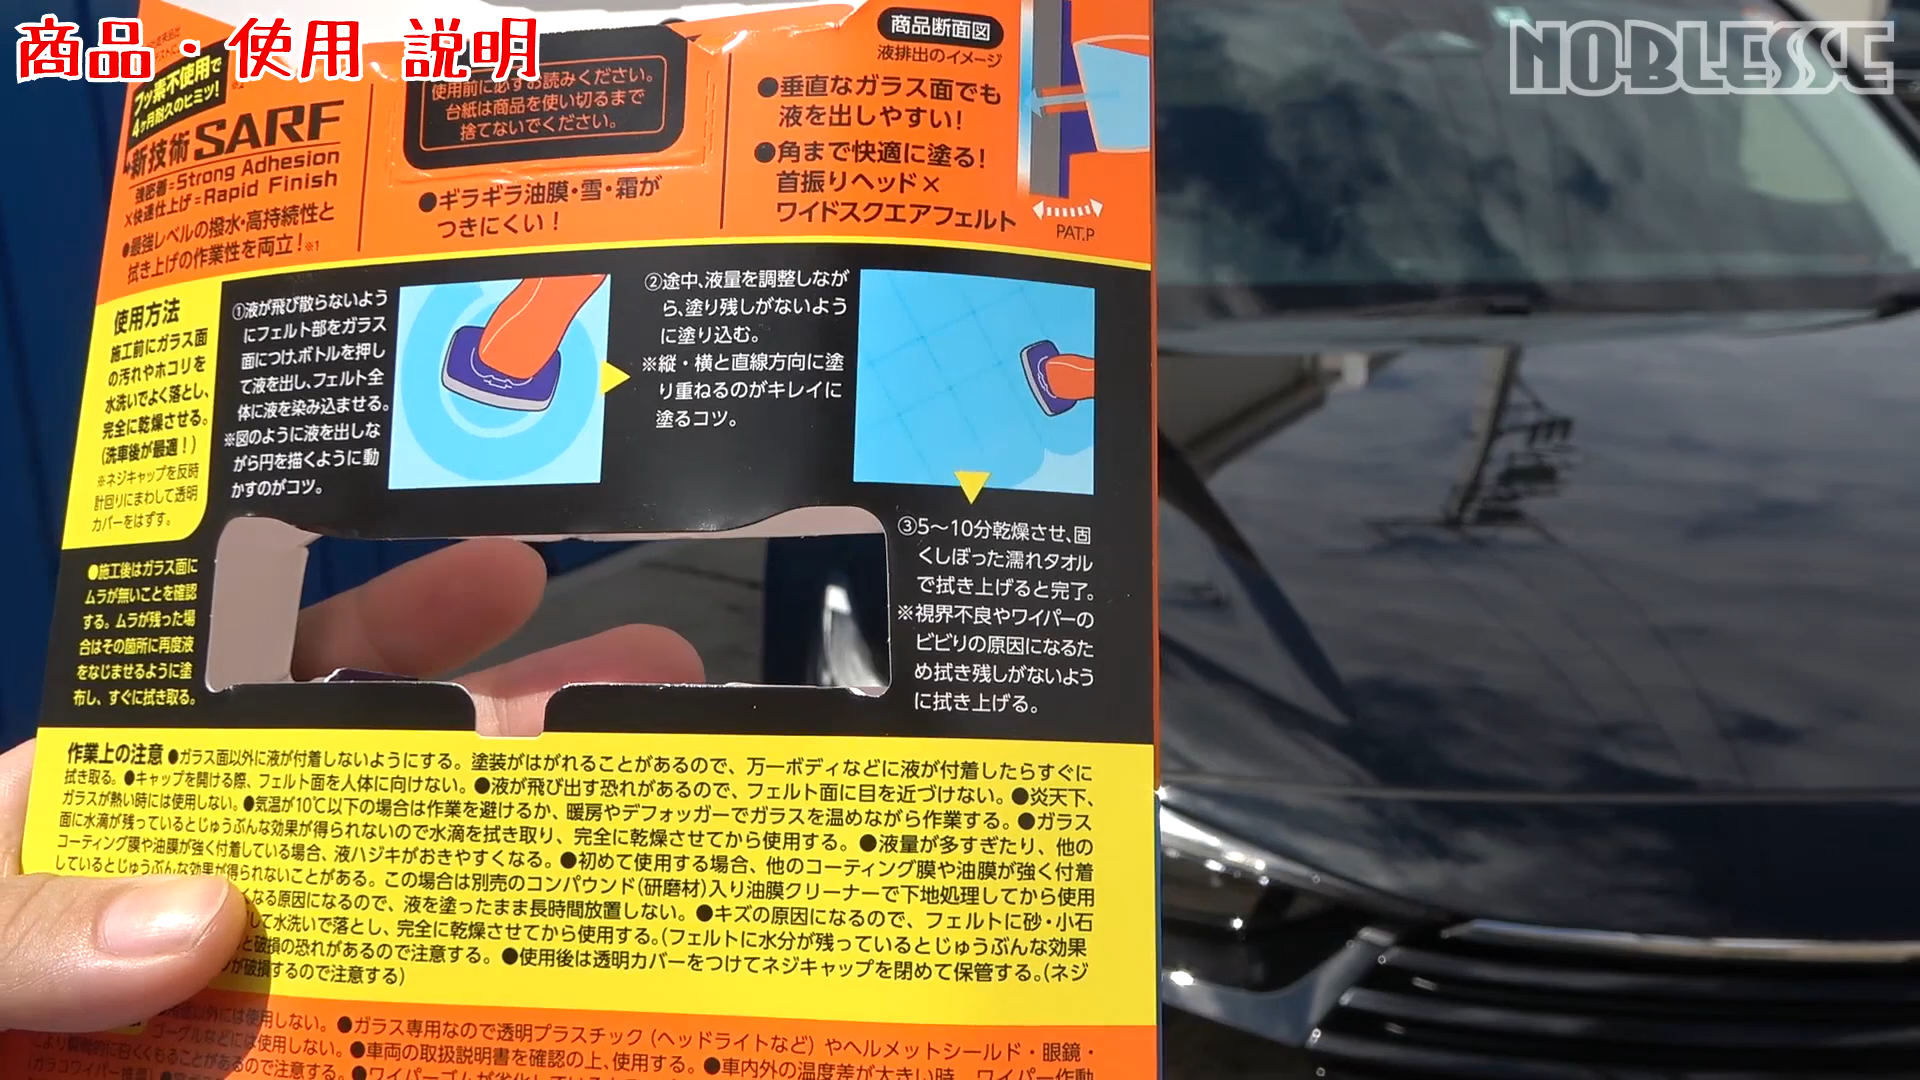 商品・使用 説明
NOBLESSE
フッ素不使用で
4ヶ月耐久のヒミツ!
新技術SARF
強密着=Strong Adhesion
×快速仕上げ=Rapid Finish
●最強レベルの撥水・高持続性と
拭き上げの作業性を両立!※1
使用前に必ずお読みください。
台紙は商品を使い切るまで
捨てないでください。
●ギラギラ油膜・雪・霜が
つきにくい!
商品断面図
液排出のイメージ
●垂直なガラス面でも
液を出しやすい!
●角まで快適に塗る!
首振りヘッド×
ワイドスクエアフェルト
PAT.P
使用方法
施工前にガラス面
の汚れやホコリを
水洗いでよく落とし、
完全に乾燥させる。
(洗車後が最適!)
※ネジキャップを反時
計回りにまわして透明
カバーをはずす。
①液が飛び散らないよう
にフェルト部をガラス
面につけ、ボトルを押し
て液を出し、フェルト全
体に液を染み込ませる。
※図のように液を出しな
がら円を描くように動
かすのがコツ。
②途中、液量を調整しなが
ら、塗り残しがないよう
に塗り込む。
※縦・横と直線方向に塗
り重ねるのがキレイに
塗るコツ。
③5〜10分乾燥させ、固
くしぼった濡れタオル
で拭き上げると完了。
※視界不良やワイパーの
ビビりの原因になるた
め拭き残しがないよう
に拭き上げる。
●施工後はガラス面に
ムラが無いことを確認
する。ムラが残った場
合はその箇所に再度液
をなじませるように塗
布し、すぐに拭き取る。
作業上の注意 ●ガラス面以外に液が付着しないようにする。塗装がはがれることがあるので、万一ボディなどに液が付着したらすぐに
拭き取る。●キャップを開ける際、フェルト面を人体に向けない。●液が飛び出す恐れがあるので、フェルト面に目を近づけない。●炎天下、
ガラスが熱い時には使用しない。●気温が10℃以下の場合は作業を避けるか、暖房やデフォッガーでガラスを温めながら作業する。●ガラス
面に水滴が残っているとじゅうぶんな効果が得られないので水滴を拭き取り、完全に乾燥させてから使用する。●液量が多すぎたり、他の
コーティング膜や油膜が強く付着している場合、液ハジキがおきやすくなる。●初めて使用する場合、他のコーティング膜や油膜が強く付着
しているとじゅうぶんな効果が得られないことがある。この場合は別売のコンパウンド(研磨材)入り油膜クリーナーで下地処理してから使用
くなる原因になるので、液を塗ったまま長時間放置しない。●キズの原因になるので、フェルトに砂・小石
して水洗いで落とし、完全に乾燥させてから使用する。(フェルトに水分が残っているとじゅうぶんな効果
と破損の恐れがあるので注意する。●使用後は透明カバーをつけてネジキャップを閉めて保管する。(ネジ
が破損するので注意する)
以外には使用しない。●ガラス専用なので透明プラスチック(ヘッドライトなど)やヘルメットシールド・眼鏡・
ゴーグルなどには使用しない。●車両の取扱説明書を確認の上、使用する。●車内外の温度差が大きい時、ワイパー作動
により瞬間的に白くくもることがあるので注意する。●ワイパーゴムが劣化している